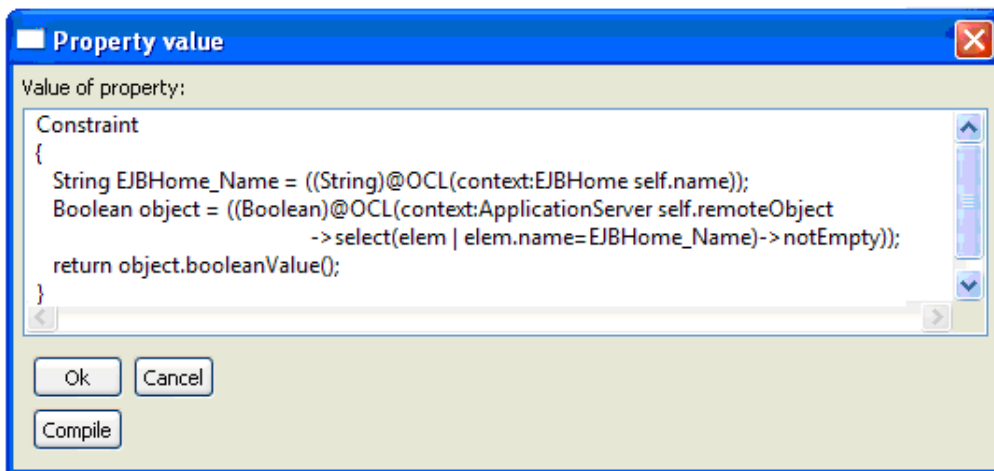 Property value
Value of property:
Constraint
{
String EJBHome_Name = ((String)@OCL(context:EJBHome self.name));
Boolean object = ((Boolean)@OCL(context:ApplicationServer self.remoteObject
->select(elem | elem.name=EJBHome_Name)->notEmpty));
return object.booleanValue();
}
Ok Cancel
Compile